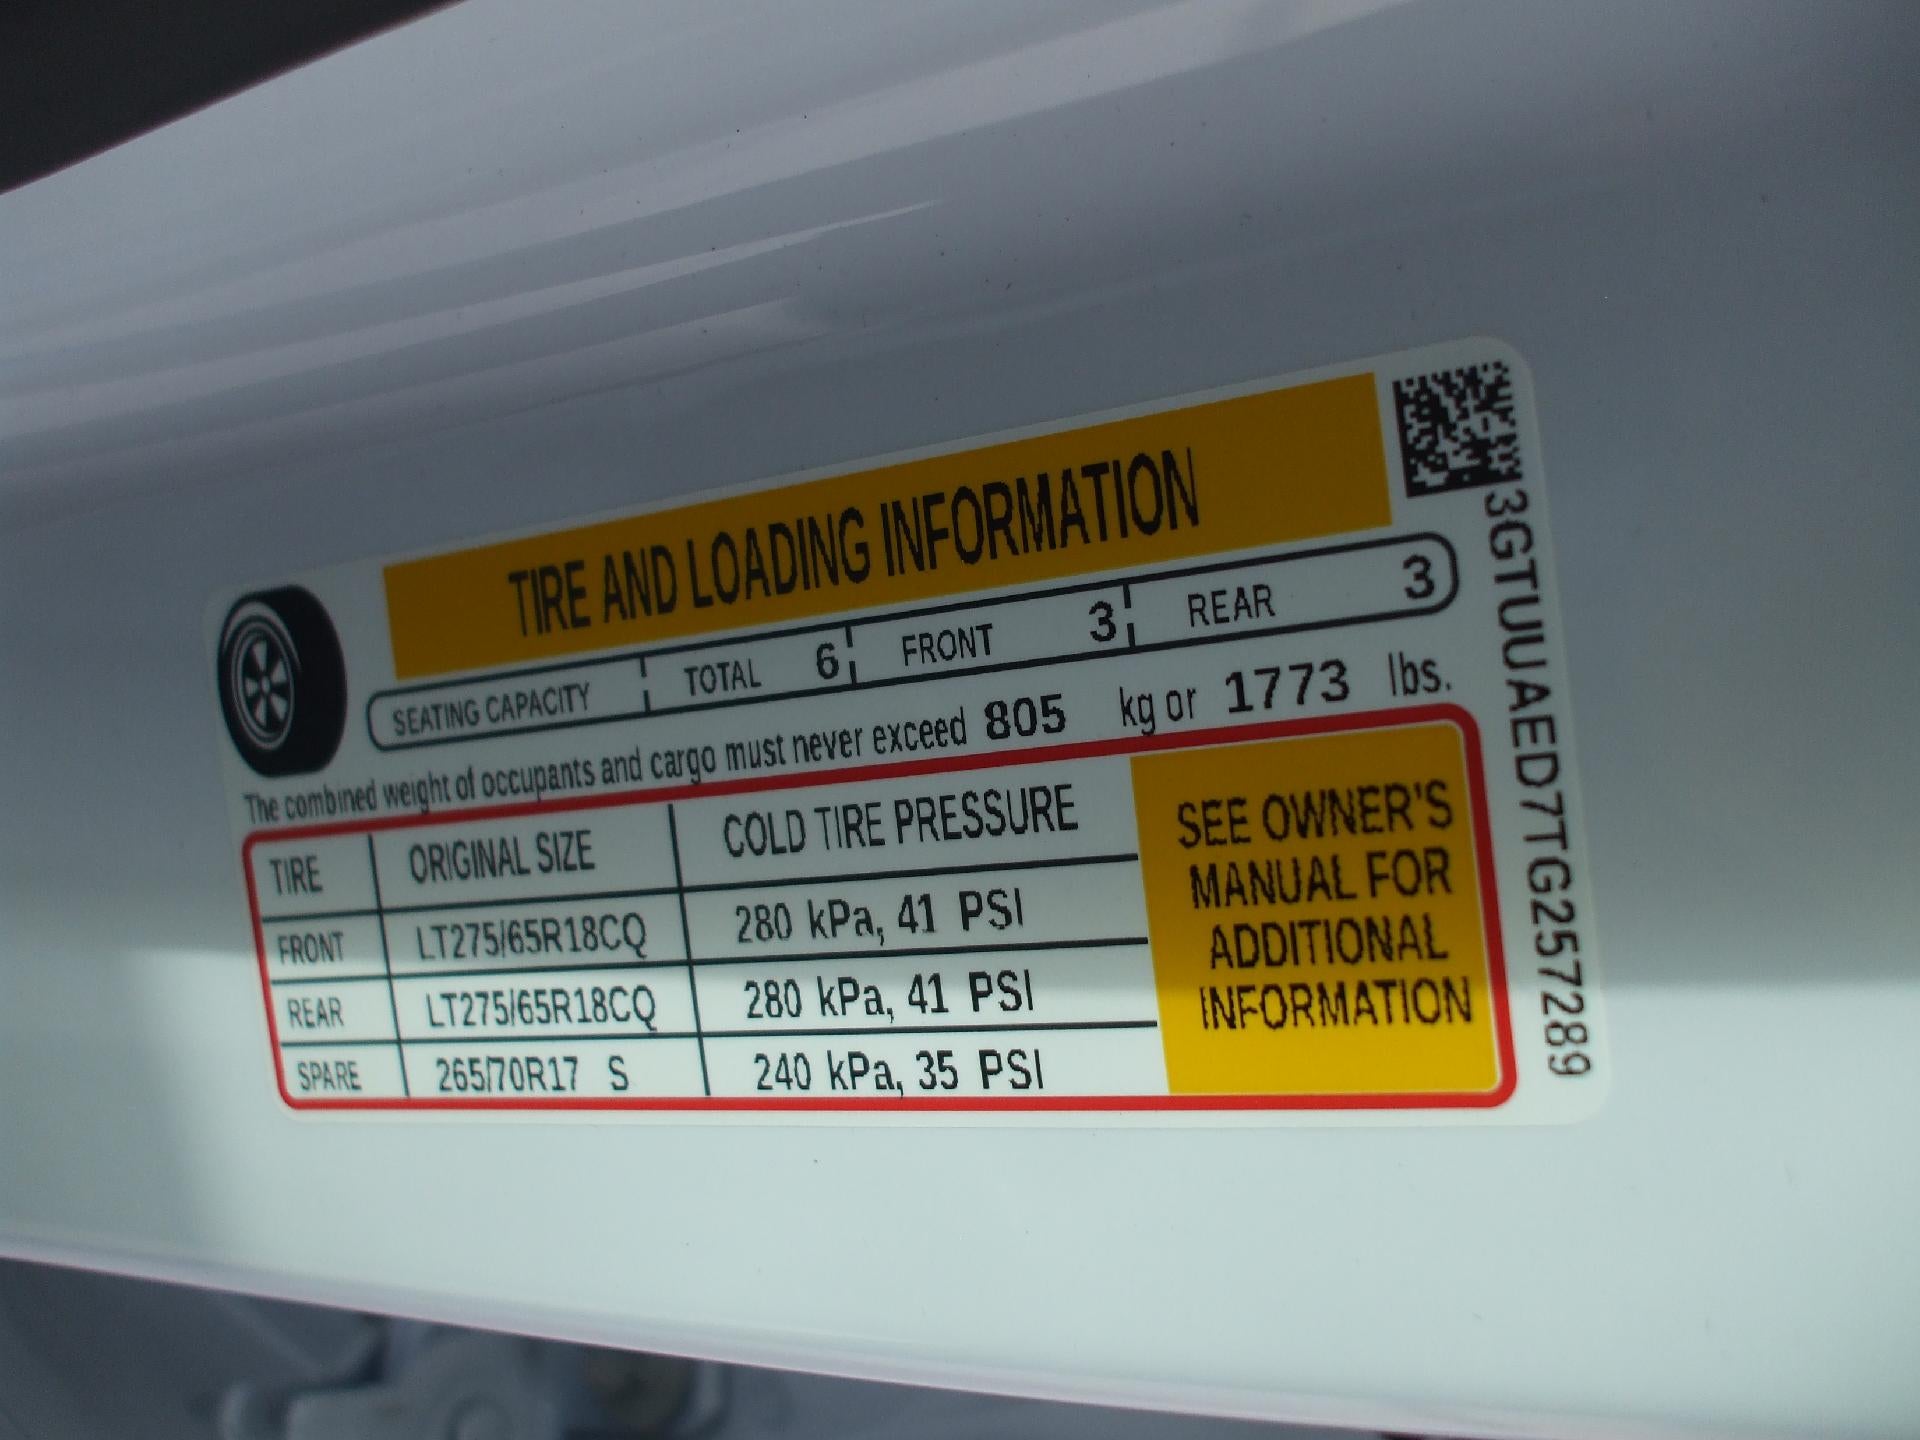 TIRE AND LOADING INFORMATION
SEATING CAPACITY TOTAL 6 FRONT 3 REAR 3
The combined weight of occupants and cargo must never exceed 805 kg or 1773 lbs.
TIRE ORIGINAL SIZE COLD TIRE PRESSURE
FRONT LT275/65R18CQ 280 kPa, 41 PSI
REAR LT275/65R18CQ 280 kPa, 41 PSI
SPARE 265/70R17 S 240 kPa, 35 PSI
SEE OWNER'S
MANUAL FOR
ADDITIONAL
INFORMATION
3GTUUAED7TG257289